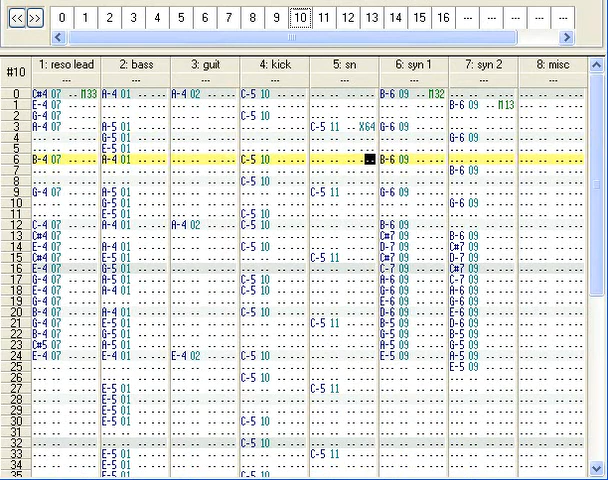 << >> 0 1 2 3 4 5 6 7 8 9 10 11 12 13 14 15 16 --- --- --- ---
#10 1: reso lead 2: bass 3: guit 4: kick 5: sn 6: syn 1 7: syn 2 8: misc
--- --- --- --- --- --- --- ---
0 C#4 07 M33 A-4 01 A-4 02 C-5 10 B-6 09 M32
1 E-4 07 B-6 09 M13
2 G-4 07 C-5 10
3 A-4 07 A-5 01 C-5 11 X64 G-6 09
4 G-5 01 G-6 09
5 E-5 01
6 B-4 07 A-4 01 C-5 10 B-6 09
7 B-6 09
8 C-5 10
9 G-4 07 A-5 01 C-5 11 G-6 09
10 G-5 01 G-6 09
11 E-5 01 C-5 10
12 C-4 07 A-4 01 A-4 02 C-5 10 B-6 09
13 C#4 07 C#7 09 B-6 09
14 E-4 07 A-4 01 C-5 10 D-7 09 C#7 09
15 C#4 07 E-5 01 C-5 11 C#7 09 D-7 09
16 E-4 07 G-5 01 C-7 09 C#7 09
17 G-4 07 A-5 01 C-5 10 A-6 09 C-7 09
18 E-4 07 A-4 01 C-5 10 G-6 09 A-6 09
19 G-4 07 E-6 09 G-6 09
20 B-4 07 A-4 01 C-5 10 D-6 09 E-6 09
21 G-4 07 E-5 01 C-5 11 B-5 09 D-6 09
22 B-4 07 G-5 01 G-5 09 B-5 09
23 C#5 07 A-5 01 A-5 09 G-5 09
24 E-4 07 E-4 01 E-4 02 C-5 10 E-5 09 A-5 09
25 E-5 09
26 C-5 10
27 E-5 01 C-5 11
28 E-5 01
29 E-5 01
30 E-5 01 C-5 10
31
32 C-5 10
33 E-5 01 C-5 11
34 E-5 01
35 E-5 01 C-5 10